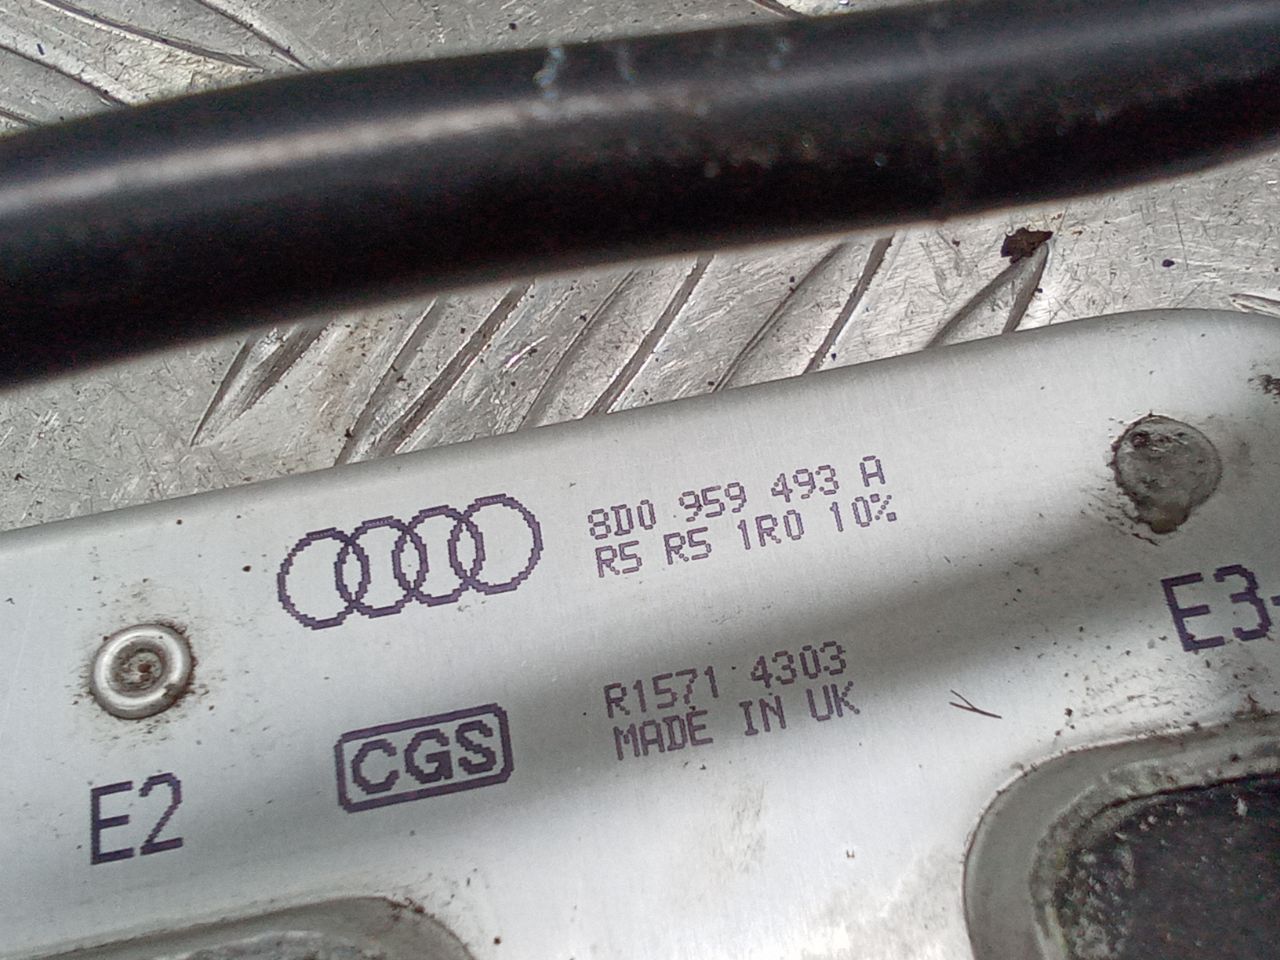 8D0 959 493 A
R5 R5 1R0 10%
R1571 4303
MADE IN UK
CGS
E2
E3-